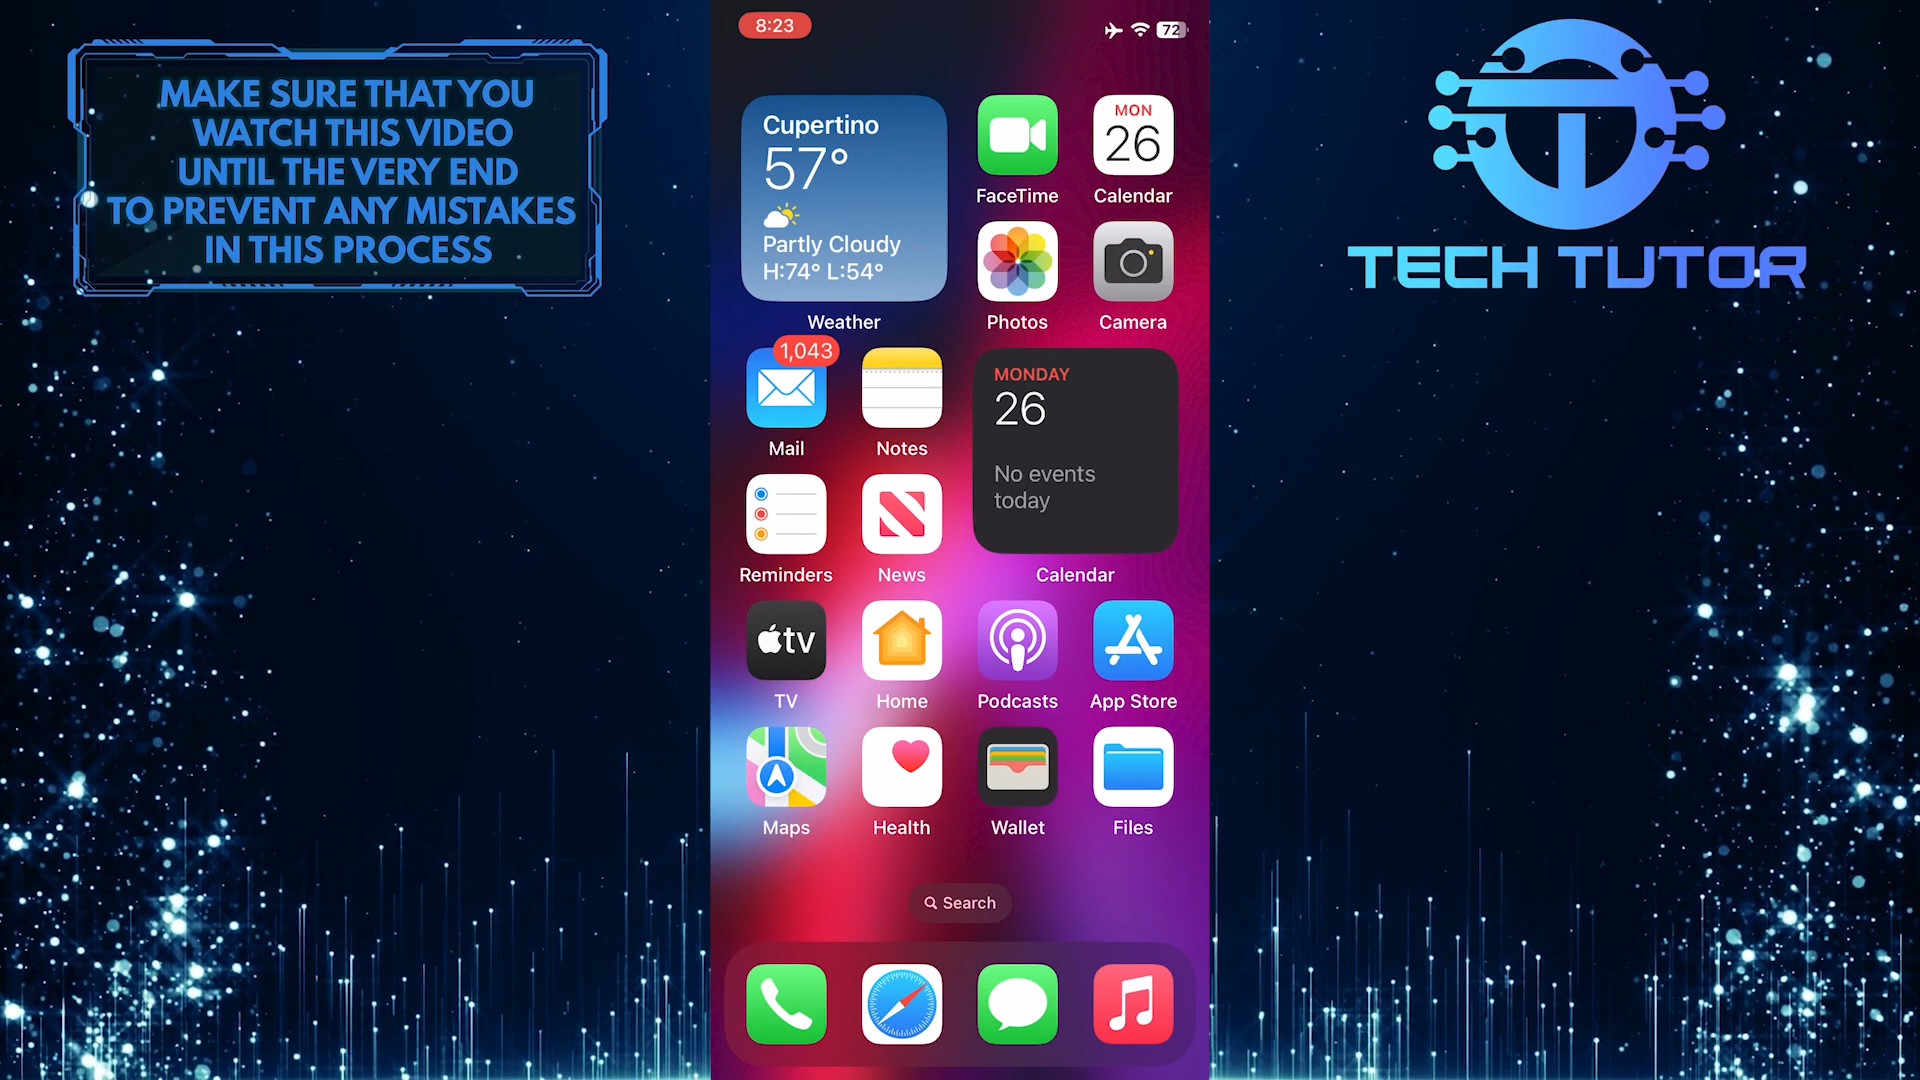 MAKE SURE THAT YOU
WATCH THIS VIDEO
UNTIL THE VERY END
TO PREVENT ANY MISTAKES
IN THIS PROCESS
8:23
72
Cupertino
57°
Partly Cloudy
H:74° L:54°
Weather
FaceTime
MON
26
Calendar
Photos
Camera
1,043
Mail
Notes
MONDAY
26
No events
today
Calendar
Reminders
News
tv
TV
Home
Podcasts
App Store
Maps
Health
Wallet
Files
Search
TECH TUTOR